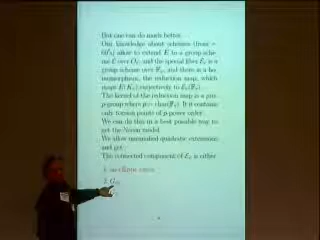 But one can do much better.
Our knowledge about schemes (from
allow to extend E to a group sche-
me E over O, and the special fiber is a
group scheme over and there is a ho-
momorphism, the reduction map, which
maps surjectively to
The kernel of the reduction map is a pro-
p-group where p = It contains
only torsion points of p-power order.
We can do this in a best possible way to
get the Néron model.
We allow unramified quadratic extensions
and get
The connected component of is either
1. an elliptic curve
2.